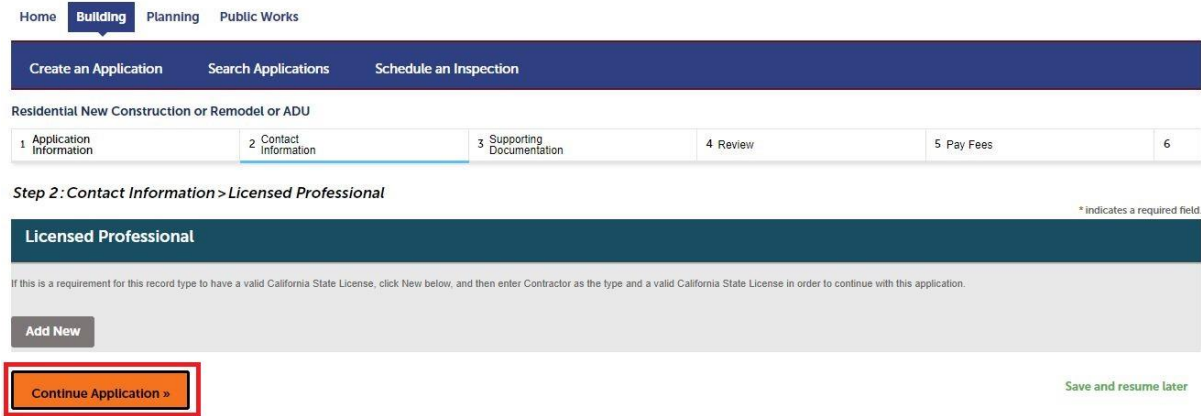 Home Building Planning Public Works
Create an Application Search Applications Schedule an Inspection
Residential New Construction or Remodel or ADU
1 Application Information 2 Contact Information 3 Supporting Documentation 4 Review 5 Pay Fees 6
Step 2: Contact Information > Licensed Professional
* indicates a required field.
Licensed Professional
If this is a requirement for this record type to have a valid California State License, click New below, and then enter Contractor as the type and a valid California State License in order to continue with this application.
Add New
Continue Application »
Save and resume later